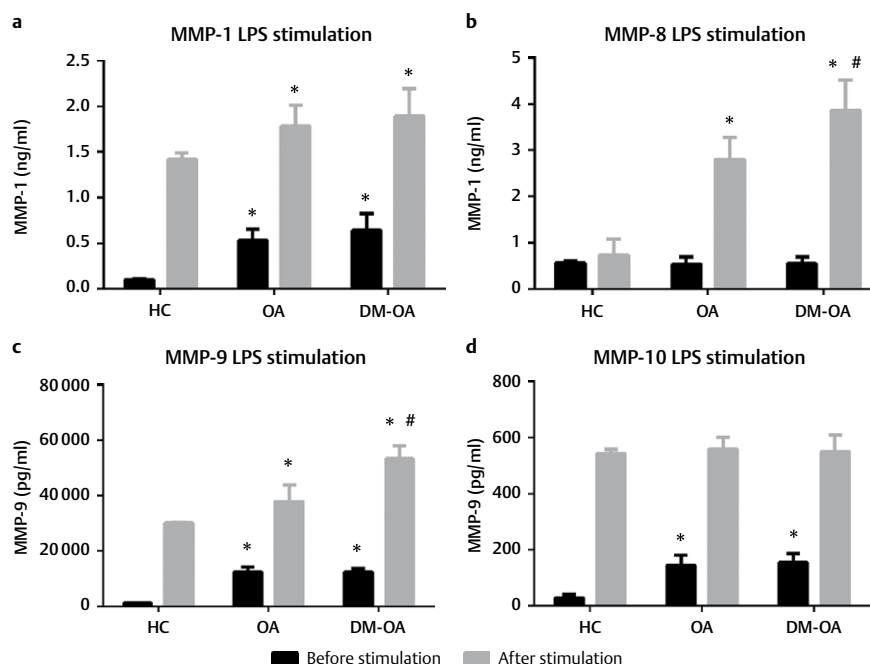 a
MMP-1 LPS stimulation
2.5
2.0
1.5
1.0
0.5
0.0
MMP-1 (ng/ml)
* * * *
HC OA DM-OA
b
MMP-8 LPS stimulation
5
4
3
2
1
0
MMP-1 (ng/ml)
* * #
HC OA DM-OA
c
MMP-9 LPS stimulation
80 000
60 000
40 000
20 000
0
MMP-9 (pg/ml)
* * * * #
HC OA DM-OA
d
MMP-10 LPS stimulation
800
600
400
200
0
MMP-9 (pg/ml)
* *
HC OA DM-OA
Before stimulation After stimulation